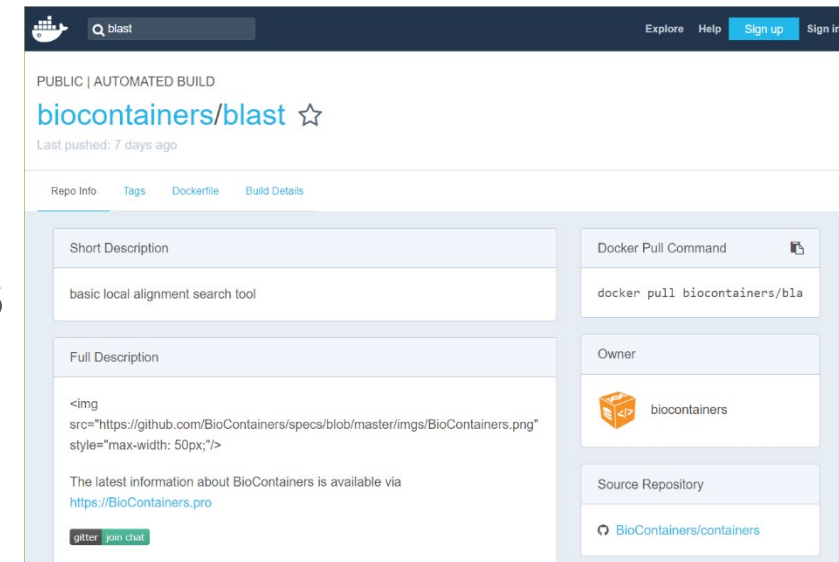 blast
Explore Help Sign up Sign in
PUBLIC | AUTOMATED BUILD
biocontainers/blast
Last pushed: 7 days ago
Repo Info Tags Dockerfile Build Details
Short Description
basic local alignment search tool
Full Description
<img
src="https://github.com/BioContainers/specs/blob/master/imgs/BioContainers.png"
style="max-width: 50px;"/>
The latest information about BioContainers is available via
https://BioContainers.pro
gitter join chat
Docker Pull Command
docker pull biocontainers/bla
Owner
biocontainers
Source Repository
BioContainers/containers